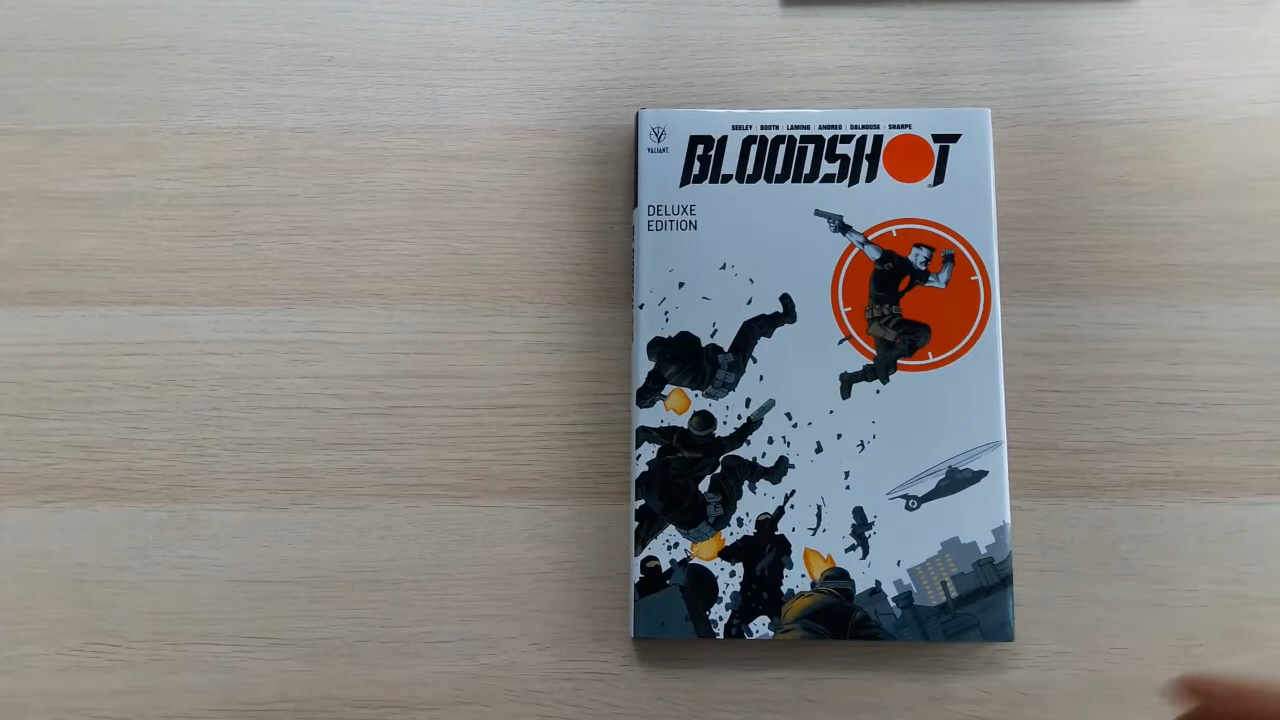 SEELEY | BOOTH | LAMING | ANDREO | DALHOUSE | SHARPE
VALIANT
BLOODSHOT
DELUXE
EDITION